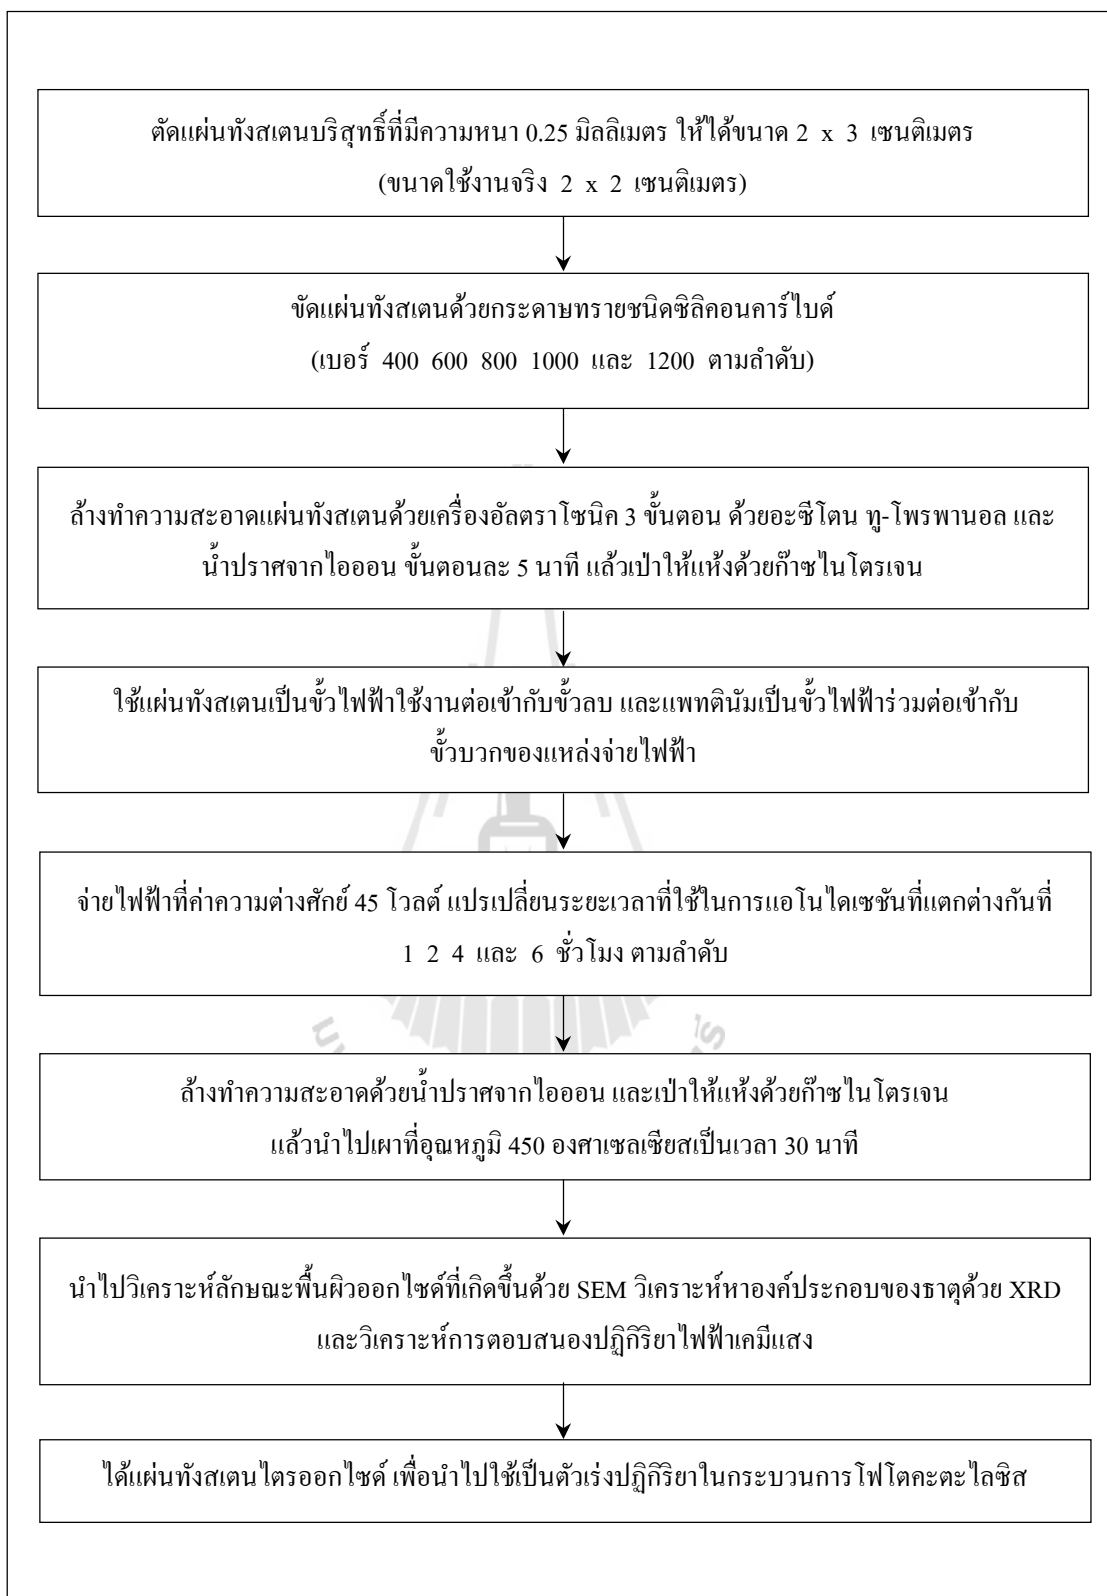 ตัดแผ่นทังสเตนบริสุทธิ์ที่มีความหนา 0.25 มิลลิเมตร ให้ได้ขนาด 2 x 3 เซนติเมตร
(ขนาดใช้งานจริง 2 x 2 เซนติเมตร)
ขัดแผ่นทังสเตนด้วยกระดาษทรายชนิดซิลิคอนคาร์ไบด์
(เบอร์ 400 600 800 1000 และ 1200 ตามลำดับ)
ล้างทำความสะอาดแผ่นทังสเตนด้วยเครื่องอัลตราโซนิค 3 ขั้นตอน ด้วยอะซีโตน ทู-โพรพานอล และ
น้ำปราศจากไอออน ขั้นตอนละ 5 นาที แล้วเป่าให้แห้งด้วยก๊าซไนโตรเจน
ใช้แผ่นทังสเตนเป็นขั้วไฟฟ้าใช้งานต่อเข้ากับขั้วลบ และแพทตินัมเป็นขั้วไฟฟ้าร่วมต่อเข้ากับ
ขั้วบวกของแหล่งจ่ายไฟฟ้า
จ่ายไฟฟ้าที่ค่าความต่างศักย์ 45 โวลต์ แปรเปลี่ยนระยะเวลาที่ใช้ในการแอโนไดเซชันที่แตกต่างกันที่
1 2 4 และ 6 ชั่วโมง ตามลำดับ
ล้างทำความสะอาดด้วยน้ำปราศจากไอออน และเป่าให้แห้งด้วยก๊าซไนโตรเจน
แล้วนำไปเผาที่อุณหภูมิ 450 องศาเซลเซียสเป็นเวลา 30 นาที
นำไปวิเคราะห์ลักษณะพื้นผิวออกไซด์ที่เกิดขึ้นด้วย SEM วิเคราะห์หาองค์ประกอบของธาตุด้วย XRD
และวิเคราะห์การตอบสนองปฏิกิริยาไฟฟ้าเคมีแสง
ได้แผ่นทังสเตนไตรออกไซด์ เพื่อนำไปใช้เป็นตัวเร่งปฏิกิริยาในกระบวนการโฟโตคะตะไลซิส